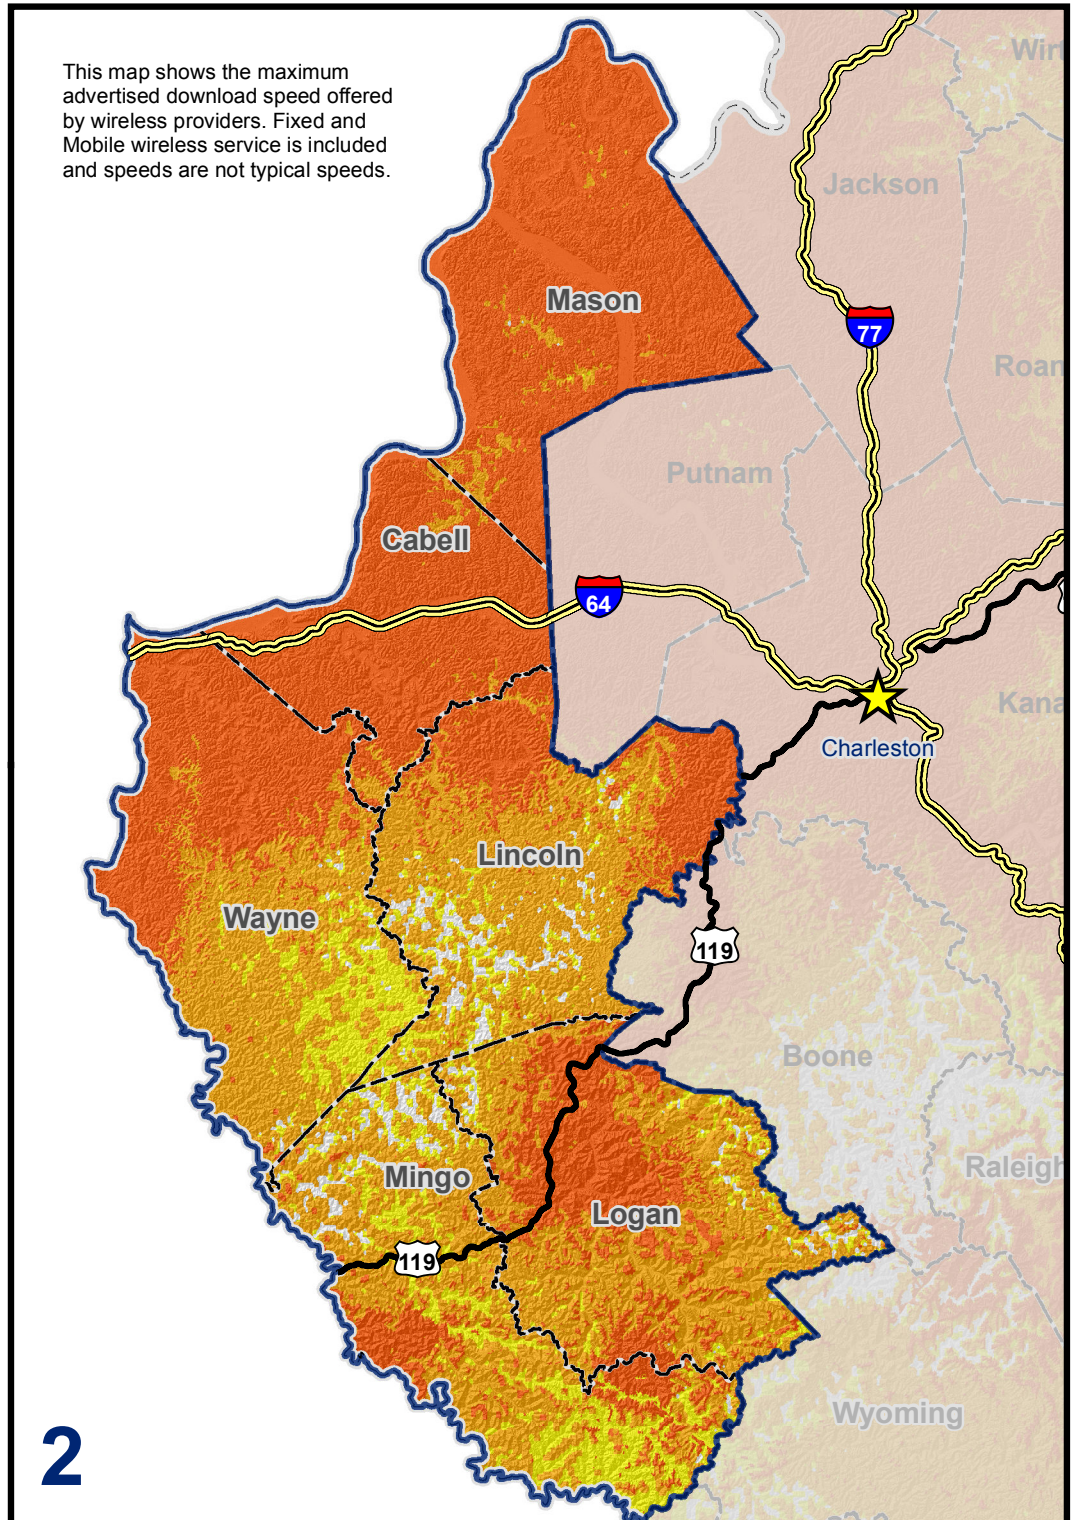 This map shows the maximum
advertised download speed offered
by wireless providers. Fixed and
Mobile wireless service is included
and speeds are not typical speeds.
Jackson
Mason
77
Putnam
Cabell
64
Charleston
Lincoln
Wayne
119
Boone
Mingo
Raleigh
Logan
119
Wyoming
2